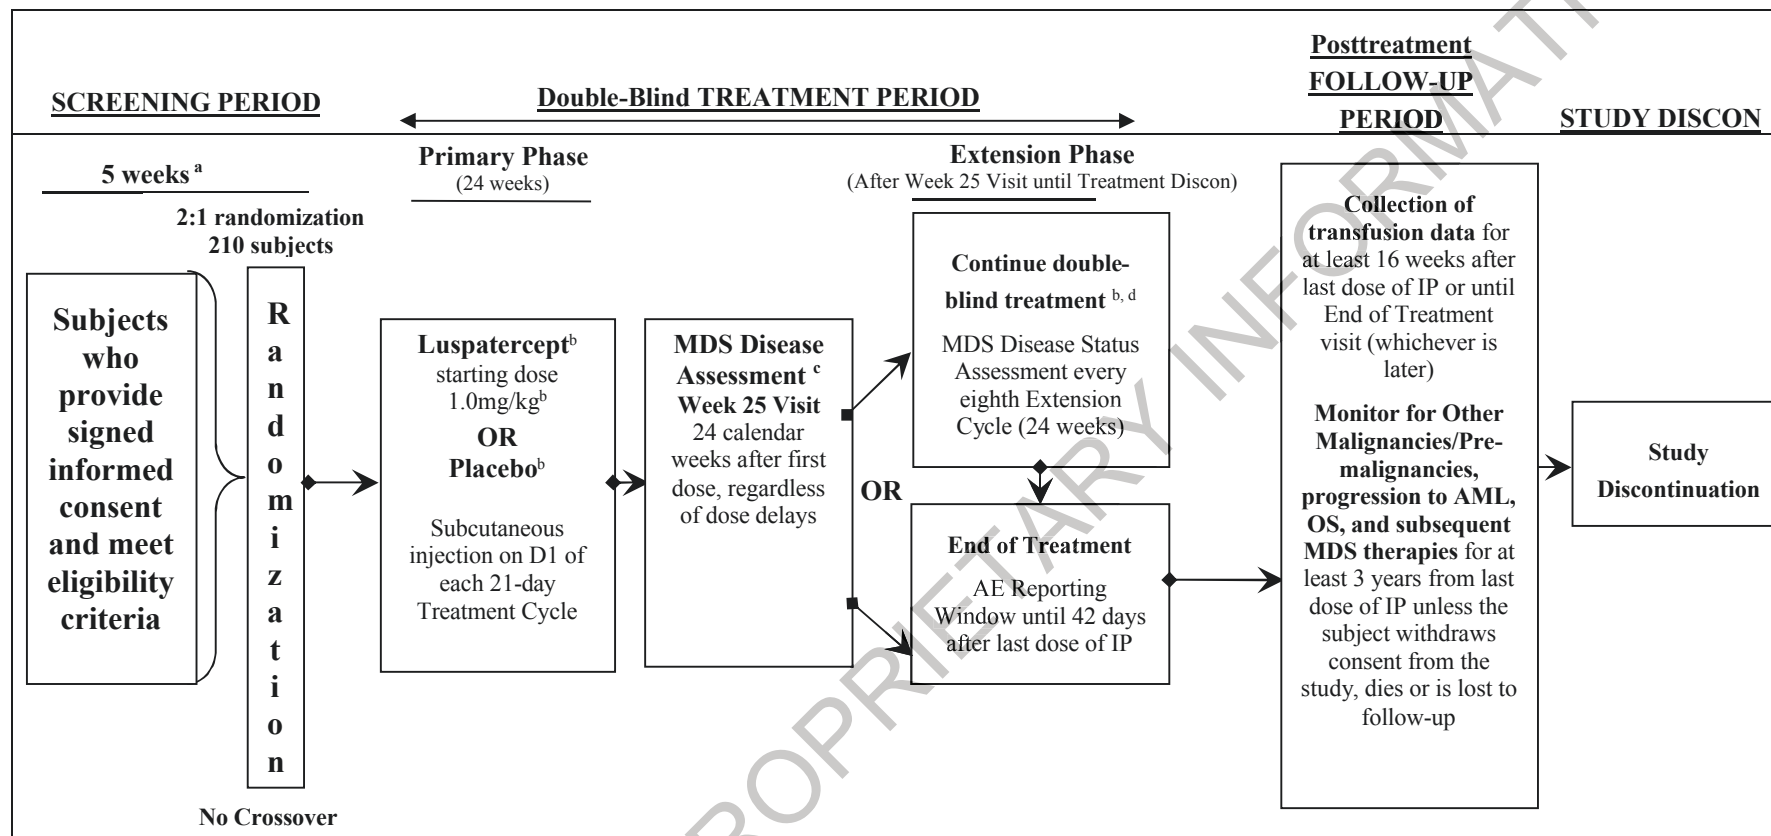 SCREENING PERIOD
Double-Blind TREATMENT PERIOD
Posttreatment
FOLLOW-UP
PERIOD
STUDY DISCON
5 weeks a
2:1 randomization
210 subjects
Subjects
who
provide
signed
informed
consent
and meet
eligibility
criteria
R
a
n
d
o
m
i
z
a
t
i
o
n
No Crossover
Primary Phase
(24 weeks)
Luspatercept b
starting dose
1.0mg/kg b
OR
Placebo b
Subcutaneous
injection on D1 of
each 21-day
Treatment Cycle
MDS Disease
Assessment c
Week 25 Visit
24 calendar
weeks after first
dose, regardless
of dose delays
OR
Extension Phase
(After Week 25 Visit until Treatment Discon)
Continue double-
blind treatment b, d
MDS Disease Status
Assessment every
eighth Extension
Cycle (24 weeks)
End of Treatment
AE Reporting
Window until 42 days
after last dose of IP
Collection of
transfusion data for
at least 16 weeks after
last dose of IP or until
End of Treatment
visit (whichever is
later)
Monitor for Other
Malignancies/Pre-
malignancies,
progression to AML,
OS, and subsequent
MDS therapies for at
least 3 years from last
dose of IP unless the
subject withdraws
consent from the
study, dies or is lost to
follow-up
Study
Discontinuation
ROPRIETARY INFORMATI